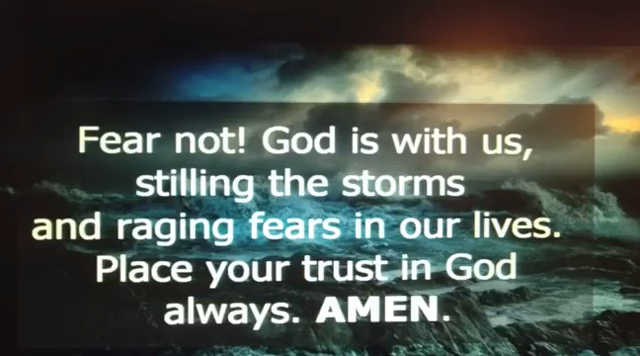 Fear not! God is with us,
stilling the storms
and raging fears in our lives.
Place your trust in God
always. AMEN.